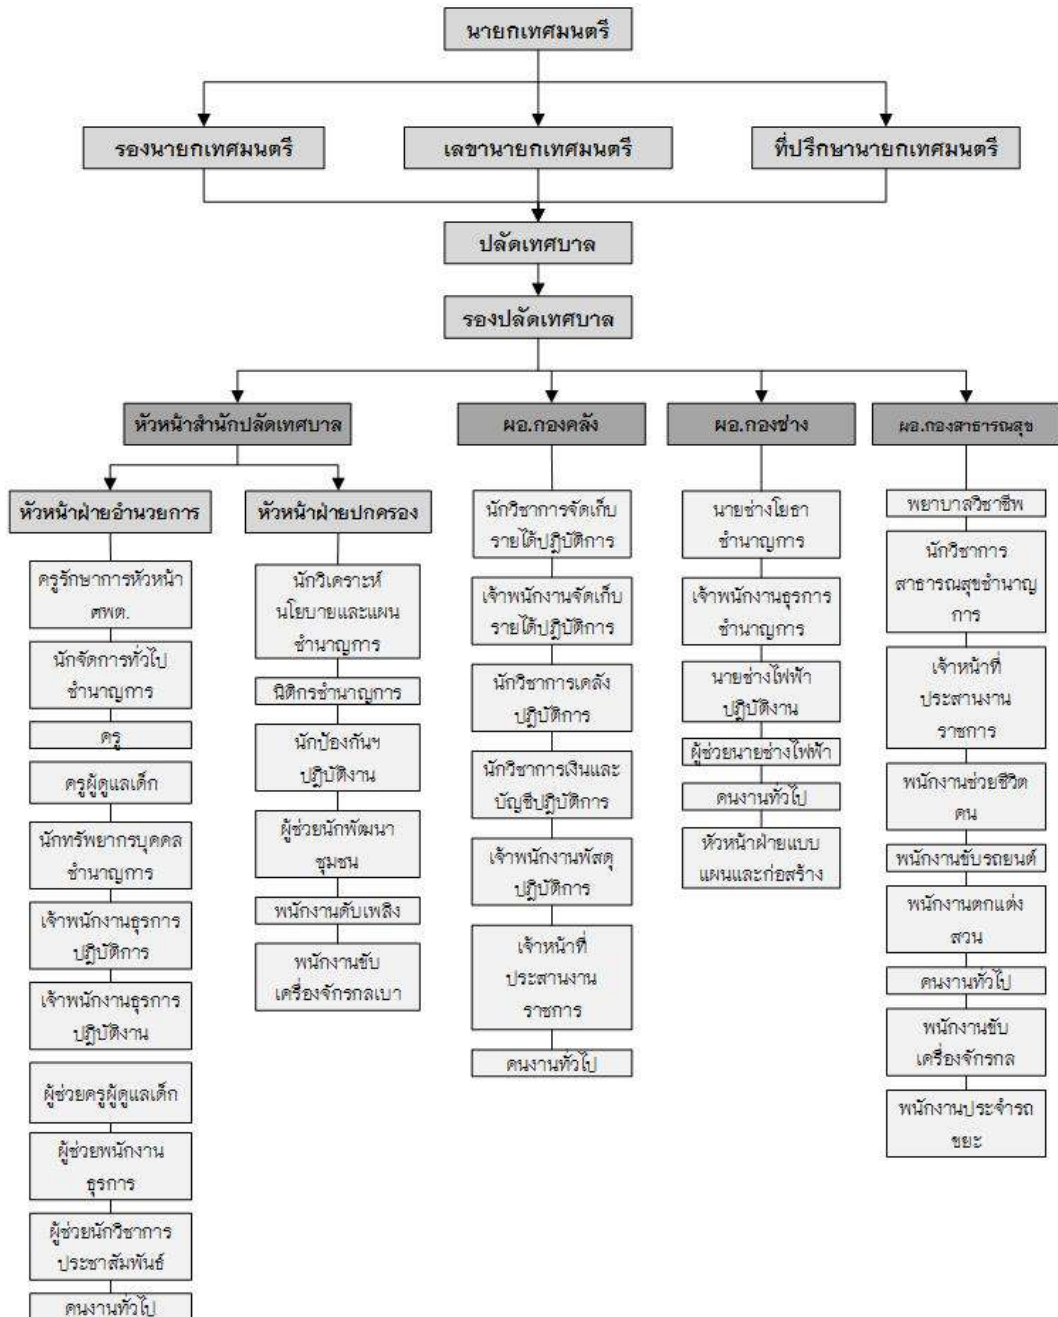 นายกเทศมนตรี
รองนายกเทศมนตรี
เลขานายกเทศมนตรี
ที่ปรึกษานายกเทศมนตรี
ปลัดเทศบาล
รองปลัดเทศบาล
หัวหน้าสำนักปลัดเทศบาล
ผอ.กองคลัง
ผอ.กองช่าง
ผอ.กองสาธารณสุข
หัวหน้าฝ่ายอำนวยการ
หัวหน้าฝ่ายปกครอง
ครูรักษาการหัวหน้า
ศพด.
นักจัดการทั่วไป
ชำนาญการ
ครู
ครูผู้ดูแลเด็ก
นักทรัพยากรบุคคล
ชำนาญการ
เจ้าพนักงานธุรการ
ปฏิบัติการ
เจ้าพนักงานธุรการ
ปฏิบัติงาน
ผู้ช่วยครูผู้ดูแลเด็ก
ผู้ช่วยพนักงาน
ธุรการ
ผู้ช่วยนักวิชาการ
ประชาสัมพันธ์
คนงานทั่วไป
นักวิเคราะห์
นโยบายและแผน
ชำนาญการ
นิติกรชำนาญการ
นักป้องกันฯ
ปฏิบัติงาน
ผู้ช่วยนักพัฒนา
ชุมชน
พนักงานดับเพลิง
พนักงานขับ
เครื่องจักรกลเบา
นักวิชาการจัดเก็บ
รายได้ปฏิบัติการ
เจ้าพนักงานจัดเก็บ
รายได้ปฏิบัติการ
นักวิชาการเคลัง
ปฏิบัติการ
นักวิชาการเงินและ
บัญชีปฏิบัติการ
เจ้าพนักงานพัสดุ
ปฏิบัติการ
เจ้าหน้าที่
ประสานงาน
ราชการ
คนงานทั่วไป
นายช่างโยธา
ชำนาญการ
เจ้าพนักงานธุรการ
ชำนาญการ
นายช่างไฟฟ้า
ปฏิบัติงาน
ผู้ช่วยนายช่างไฟฟ้า
คนงานทั่วไป
หัวหน้าฝ่ายแบบ
แผนและก่อสร้าง
พยาบาลวิชาชีพ
นักวิชาการ
สาธารณสุขชำนาญ
การ
เจ้าหน้าที่
ประสานงาน
ราชการ
พนักงานช่วยชีวิต
คน
พนักงานขับรถยนต์
พนักงานตกแต่ง
สวน
คนงานทั่วไป
พนักงานขับ
เครื่องจักรกล
พนักงานประจำรถ
ขยะ